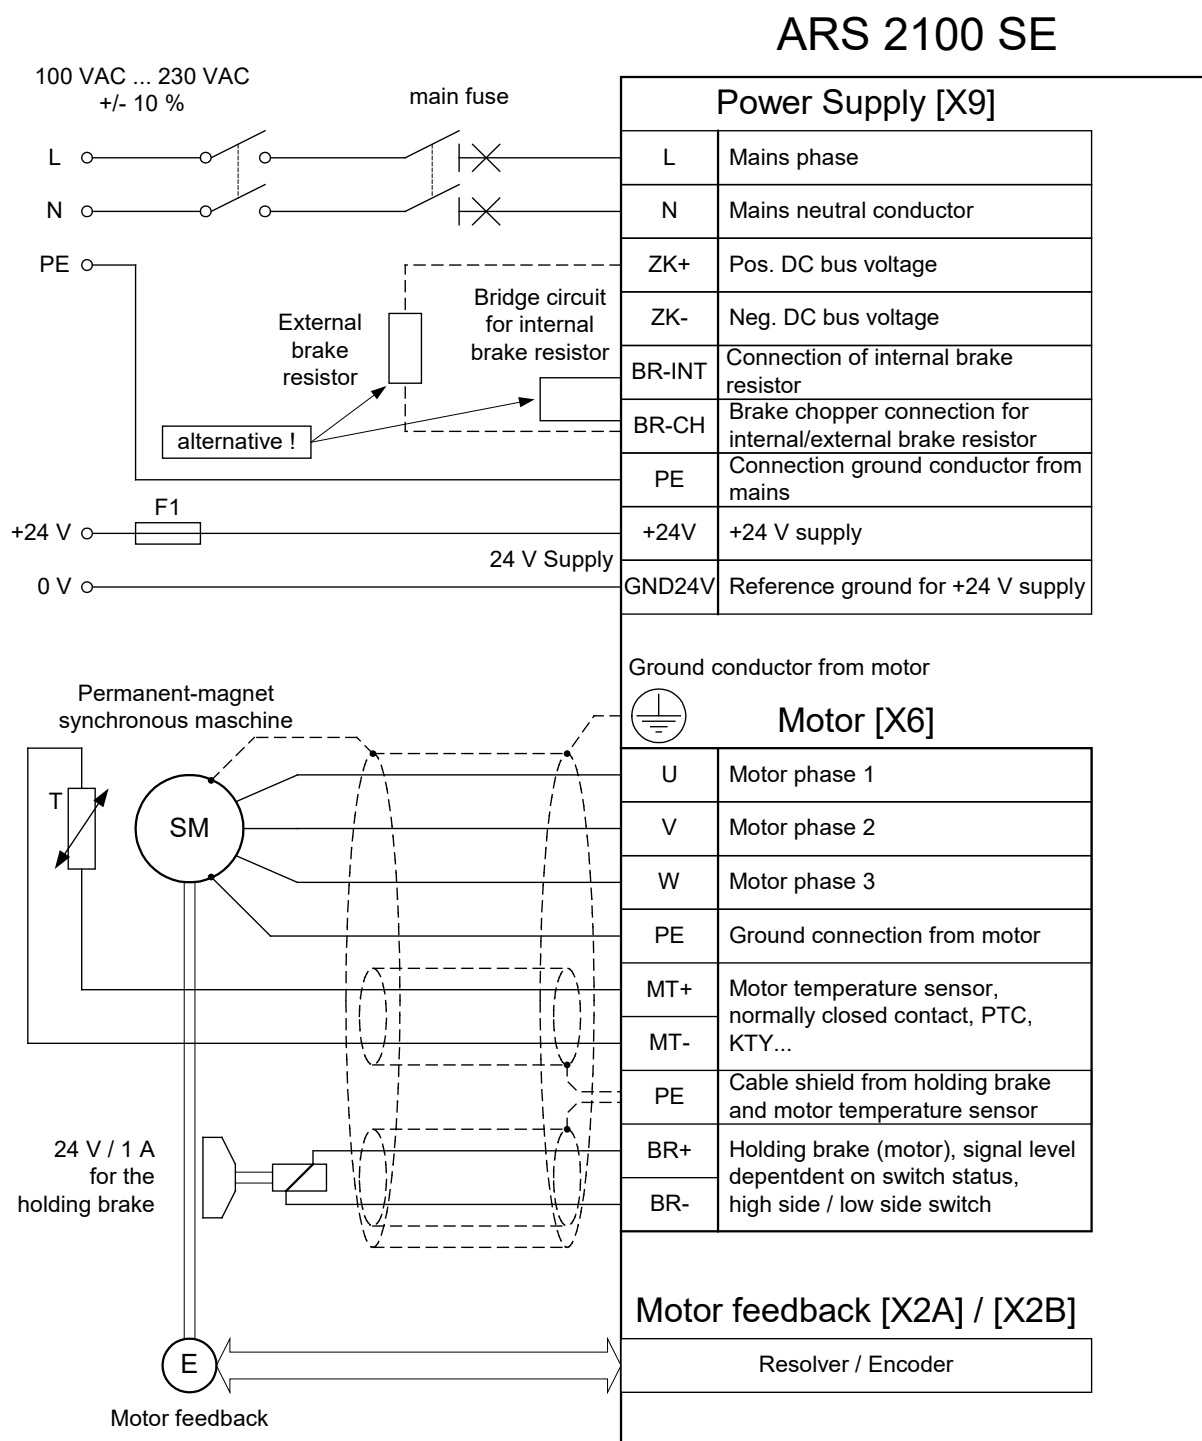 ARS 2100 SE
100 VAC ... 230 VAC
+/- 10 %
main fuse
Power Supply [X9]
L
L
Mains phase
N
N
Mains neutral conductor
PE
ZK+
Pos. DC bus voltage
Bridge circuit
for internal
brake resistor
External
brake
resistor
ZK-
Neg. DC bus voltage
BR-INT
Connection of internal brake
resistor
alternative !
BR-CH
Brake chopper connection for
internal/external brake resistor
PE
Connection ground conductor from
mains
F1
+24 V
+24V
+24 V supply
24 V Supply
0 V
GND24V
Reference ground for +24 V supply
Ground conductor from motor
Permanent-magnet
synchronous maschine
Motor [X6]
U
Motor phase 1
T
SM
V
Motor phase 2
W
Motor phase 3
PE
Ground connection from motor
MT+
MT-
Motor temperature sensor,
normally closed contact, PTC,
KTY...
PE
Cable shield from holding brake
and motor temperature sensor
24 V / 1 A
for the
holding brake
BR+
BR-
Holding brake (motor), signal level
depentdent on switch status,
high side / low side switch
Motor feedback [X2A] / [X2B]
E
Resolver / Encoder
Motor feedback